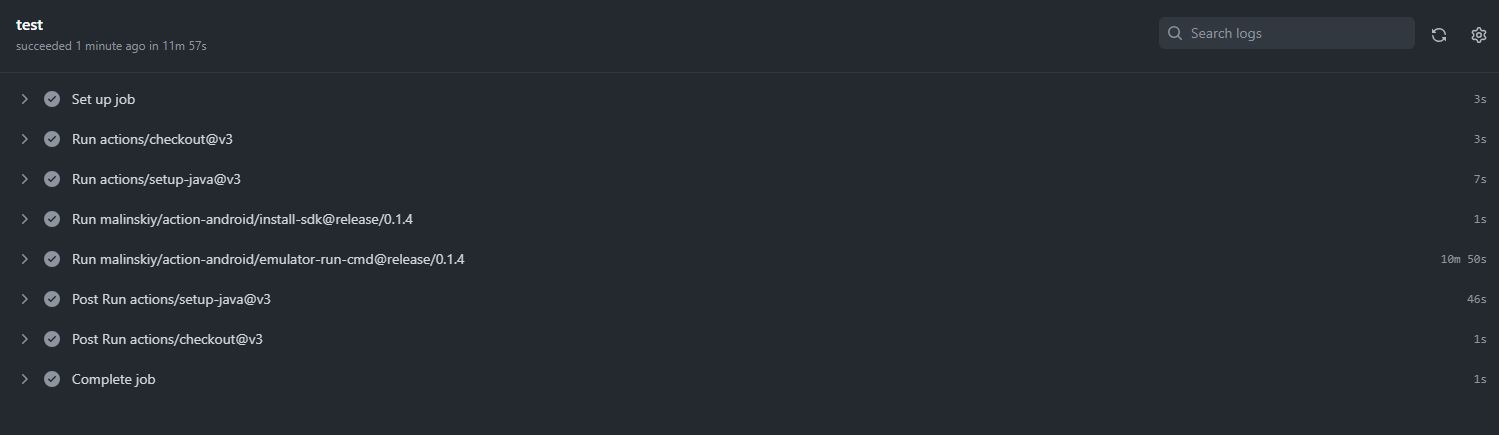 test
succeeded 1 minute ago in 11m 57s
Search logs
Set up job 3s
Run actions/checkout@v3 3s
Run actions/setup-java@v3 7s
Run malinskiy/action-android/install-sdk@release/0.1.4 1s
Run malinskiy/action-android/emulator-run-cmd@release/0.1.4 10m 50s
Post Run actions/setup-java@v3 46s
Post Run actions/checkout@v3 1s
Complete job 1s